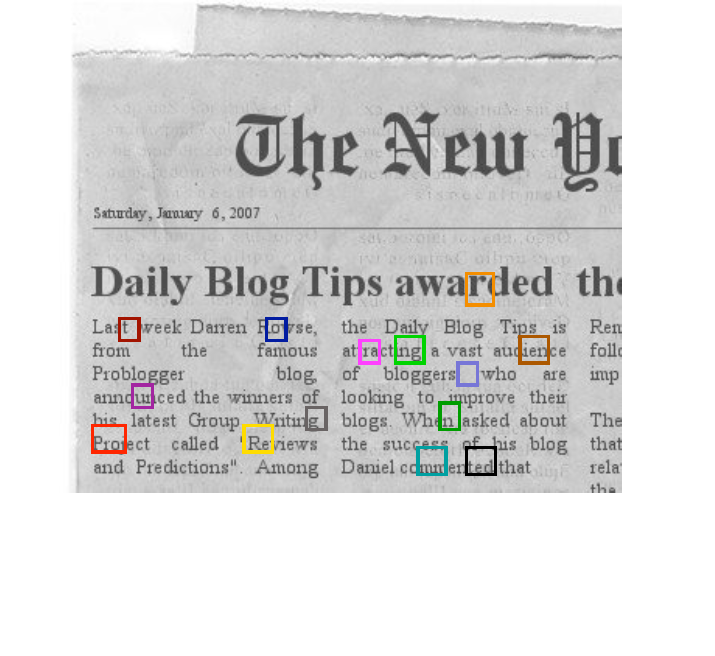 The New Yo
Saturday, January 6, 2007
Daily Blog Tips awarded the
Last week Darren Rowse,
from the famous
Problogger blog,
announced the winners of
his latest Group Writing
Project called "Reviews
and Predictions". Among
the Daily Blog Tips is
attracting a vast audience
of bloggers who are
looking to improve their
blogs. When asked about
the success of his blog
Daniel commented that
Rem
follo
imp
The
that
rela
the